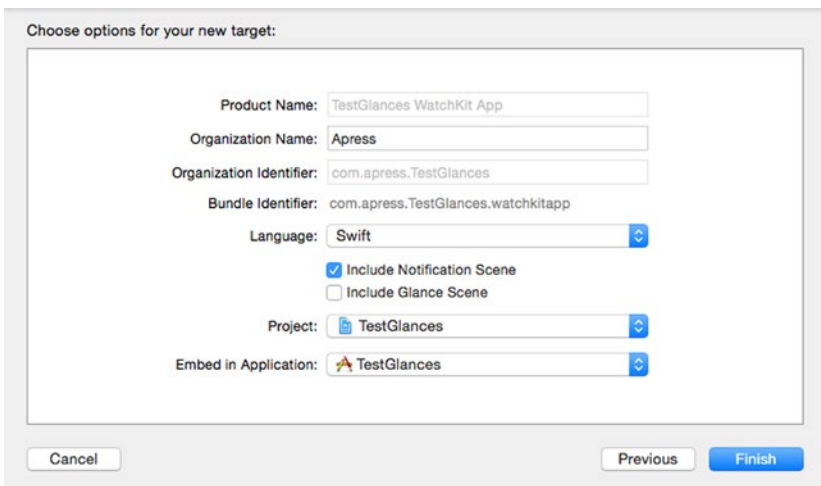 Choose options for your new target:
Product Name: TestGlances WatchKit App
Organization Name: Apress
Organization Identifier: com.apress.TestGlances
Bundle Identifier: com.apress.TestGlances.watchkitapp
Language: Swift
Include Notification Scene
Include Glance Scene
Project: TestGlances
Embed in Application: TestGlances
Cancel Previous Finish